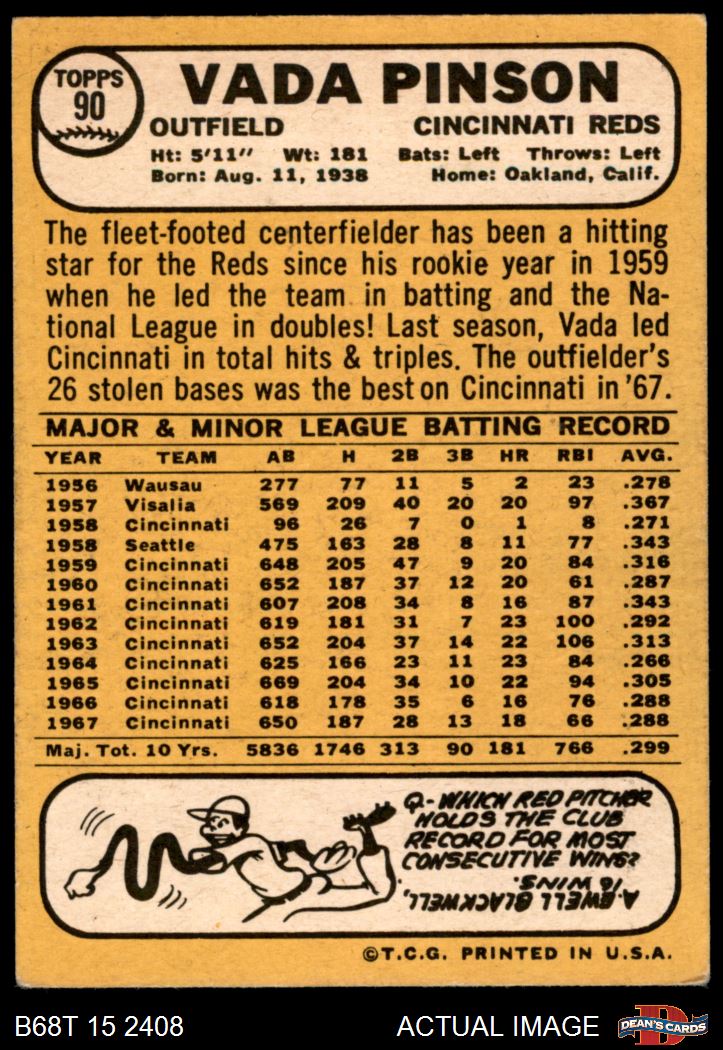 TOPPS
90
VADA PINSON
OUTFIELD CINCINNATI REDS
Ht: 5'11" Wt: 181 Bats: Left Throws: Left
Born: Aug. 11, 1938 Home: Oakland, Calif.
The fleet-footed centerfielder has been a hitting
star for the Reds since his rookie year in 1959
when he led the team in batting and the Na-
tional League in doubles! Last season, Vada led
Cincinnati in total hits & triples. The outfielder's
26 stolen bases was the best on Cincinnati in '67.
MAJOR & MINOR LEAGUE BATTING RECORD
YEAR TEAM AB H 2B 3B HR RBI AVG.
1956 Wausau 277 77 11 5 2 23 .278
1957 Visalia 569 209 40 20 20 97 .367
1958 Cincinnati 96 26 7 0 1 8 .271
1958 Seattle 475 163 28 8 11 77 .343
1959 Cincinnati 648 205 47 9 20 84 .316
1960 Cincinnati 652 187 37 12 20 61 .287
1961 Cincinnati 607 208 34 8 16 87 .343
1962 Cincinnati 619 181 31 7 23 100 .292
1963 Cincinnati 652 204 37 14 22 106 .313
1964 Cincinnati 625 166 23 11 23 84 .266
1965 Cincinnati 669 204 34 10 22 94 .305
1966 Cincinnati 618 178 35 6 16 76 .288
1967 Cincinnati 650 187 28 13 18 66 .288
Maj. Tot. 10 Yrs. 5836 1746 313 90 181 766 .299
Q- WHICH RED PITCHER
HOLDS THE CLUB
RECORD FOR MOST
CONSECUTIVE WINS?
A. EWELL BLACKWELL,
16 WINS.
©T.C.G. PRINTED IN U.S.A.
B68T 15 2408 ACTUAL IMAGE
D
DEAN'S CARDS